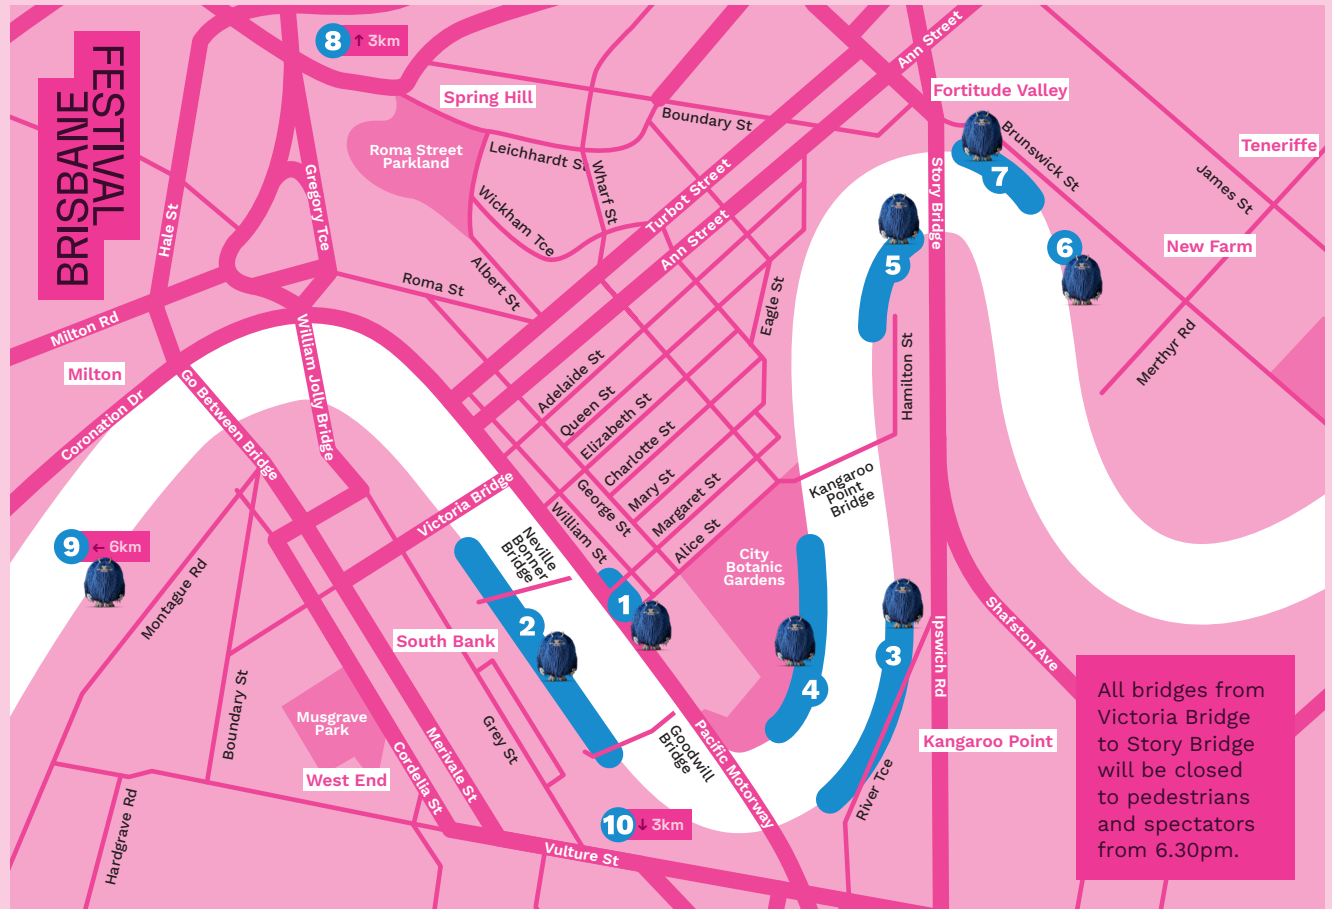 BRISBANE
FESTIVAL
8
↑ 3km
Spring Hill
Boundary St
Ann Street
Fortitude Valley
Teneriffe
Roma Street
Parkland
Leichhardt St
Wharf St
Wickham Tce
Turbot Street
Ann Street
Brunswick St
James St
7
Story Bridge
New Farm
6
5
Hale St
Gregory Tce
Albert St
Roma St
Eagle St
Milton Rd
Milton
Coronation Dr
Go Between Bridge
William Jolly Bridge
Merthyr Rd
Hamilton St
Adelaide St
Queen St
Elizabeth St
Charlotte St
Mary St
Margaret St
Alice St
George St
William St
Victoria Bridge
Kangaroo
Point
Bridge
Neville
Bonner
Bridge
City
Botanic
Gardens
9
← 6km
Montague Rd
1
2
South Bank
3
4
Ipswich Rd
Shafston Ave
Kangaroo Point
Boundary St
Musgrave
Park
West End
Cordelia St
Merivale St
Grey St
Goodwill
Bridge
Pacific Motorway
River Tce
Hardgrave Rd
10
↓ 3km
Vulture St
All bridges from
Victoria Bridge
to Story Bridge
will be closed
to pedestrians
and spectators
from 6.30pm.